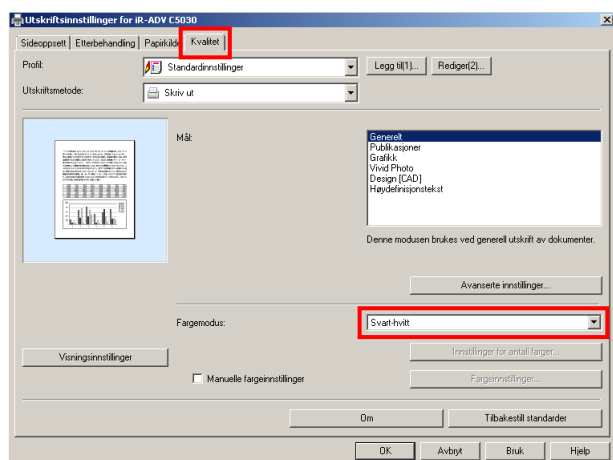 Utskriftsinnstillinger for iR-ADV C5030
Sideoppsett Etterbehandling Papirkilde Kvalitet
Profil: Standardinnstillinger Legg til(1)... Rediger(2)...
Utskriftsmetode: Skriv ut
Mål: Generelt
Publikasjoner
Grafikk
Vivid Photo
Design [CAD]
Høydefinisjonstekst
Denne modusen brukes ved generell utskrift av dokumenter.
Avanserte innstillinger...
Fargemodus: Svart-hvitt
Visningsinnstillinger Innstillinger for antall farger...
Manuelle fargeinnstillinger Fargeinnstillinger...
Om Tilbakestill standarder
OK Avbryt Bruk Hjelp